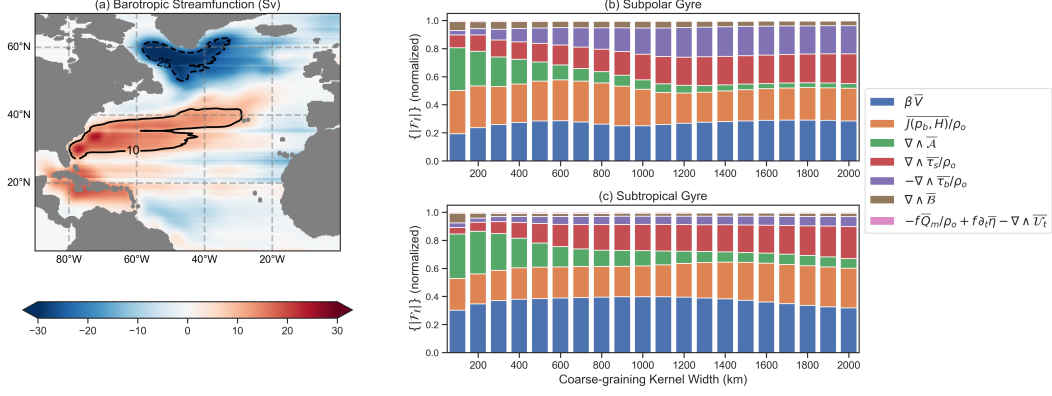 (a) Barotropic Streamfunction (Sv)
60°N
40°N
20°N
25
10
80°W
60°W
40°W
20°W
−30
−20
−10
0
10
20
30
(b) Subpolar Gyre
{|ℱᵢ|} (normalized)
1.0
0.8
0.6
0.4
0.2
0.0
200
400
600
800
1000
1200
1400
1600
1800
2000
(c) Subtropical Gyre
{|ℱᵢ|} (normalized)
1.0
0.8
0.6
0.4
0.2
0.0
200
400
600
800
1000
1200
1400
1600
1800
2000
Coarse-graining Kernel Width (km)
β V̅
J(p_b, H)‾/ρ_o
∇ ∧ 𝒜̅
∇ ∧ τ̅_s/ρ_o
−∇ ∧ τ̅_b/ρ_o
∇ ∧ ℬ̅
−f Q̅_m/ρ_o + f∂_t η̅ − ∇ ∧ 𝒰̅_t